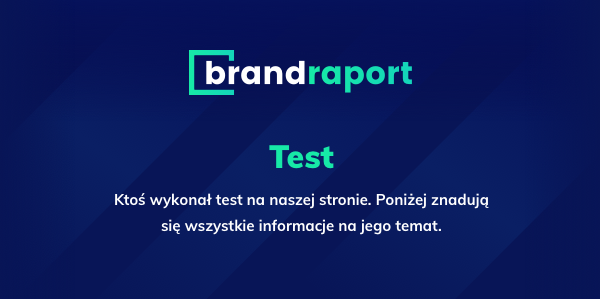 brandraport
Test
Ktoś wykonał test na naszej stronie. Poniżej znadują
się wszystkie informacje na jego temat.